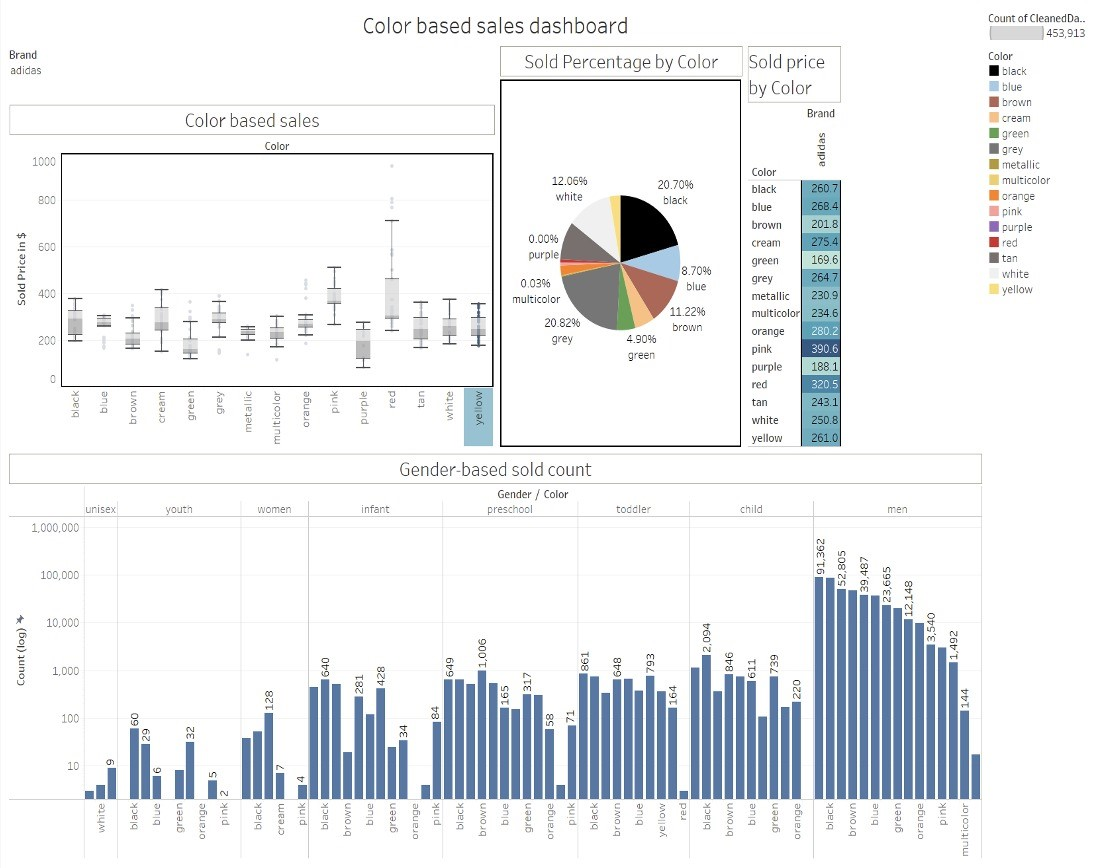 Color based sales dashboard
Count of CleanedDa..
453,913
Brand
adidas
Color based sales
Color
Sold Price in $
1000
800
600
400
200
0
black
blue
brown
cream
green
grey
metallic
multicolor
orange
pink
purple
red
tan
white
yellow
Sold Percentage by Color
12.06%
white
20.70%
black
0.00%
purple
8.70%
blue
0.03%
multicolor
11.22%
brown
20.82%
grey
4.90%
green
Sold price
by Color
Brand
adidas
Color
black 260.7
blue 268.4
brown 201.8
cream 275.4
green 169.6
grey 264.7
metallic 230.9
multicolor 234.6
orange 280.2
pink 390.6
purple 188.1
red 320.5
tan 243.1
white 250.8
yellow 261.0
Color
black
blue
brown
cream
green
grey
metallic
multicolor
orange
pink
purple
red
tan
white
yellow
Gender-based sold count
Gender / Color
unisex youth women infant preschool toddler child men
Count (log)
1,000,000
100,000
10,000
1,000
100
10
9
60
29
6
32
5
2
128
7
4
640
281
428
34
84
649
1,006
165
317
58
71
861
648
793
164
2,094
846
611
739
220
91,362
52,805
39,487
23,665
12,148
3,540
1,492
144
white
black
blue
green
orange
pink
black
cream
pink
black
brown
blue
green
orange
pink
black
brown
blue
green
orange
pink
black
brown
blue
yellow
red
black
brown
blue
green
orange
black
brown
blue
green
orange
pink
multicolor